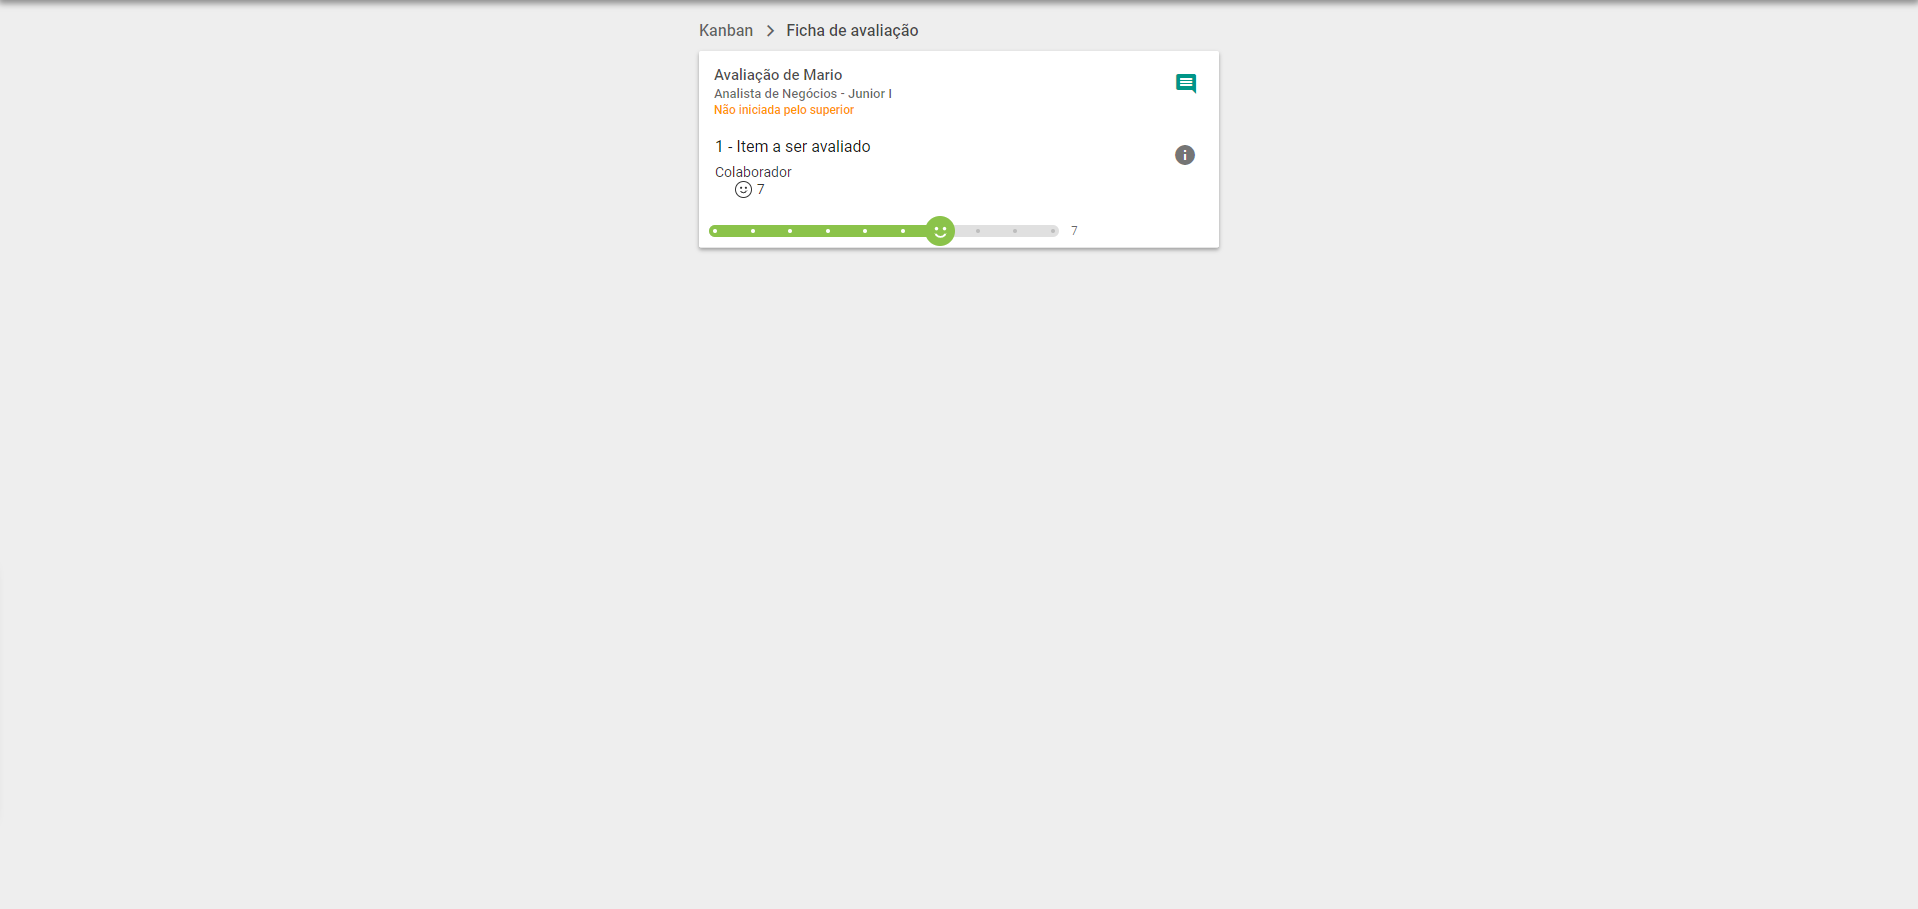 Kanban > Ficha de avaliação
Avaliação de Mario
Analista de Negócios - Junior I
Não iniciada pelo superior
1 - Item a ser avaliado
Colaborador
7
7